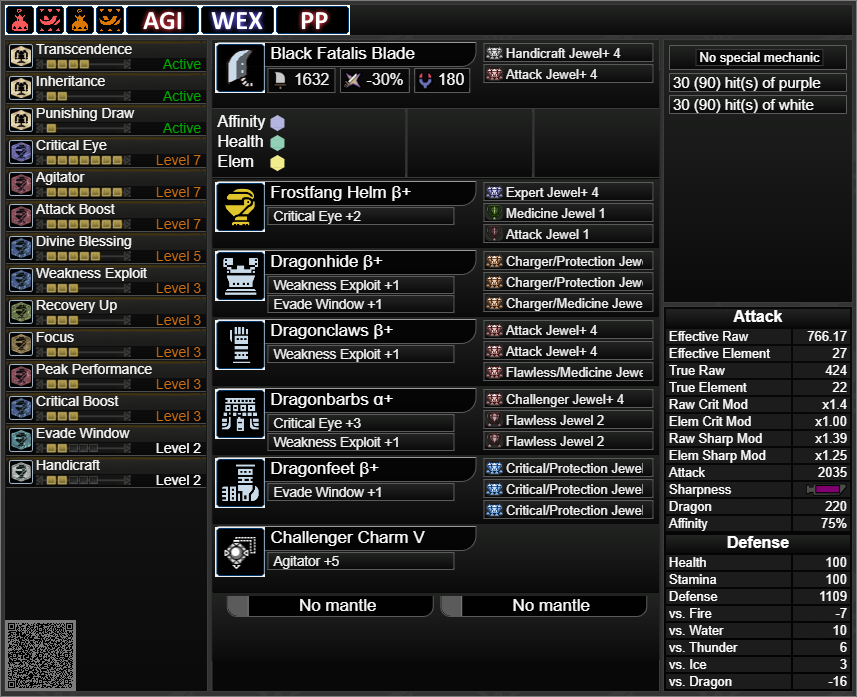 AGI WEX PP
Transcendence
Active
Inheritance
Active
Punishing Draw
Active
Critical Eye
Level 7
Agitator
Level 7
Attack Boost
Level 7
Divine Blessing
Level 5
Weakness Exploit
Level 3
Recovery Up
Level 3
Focus
Level 3
Peak Performance
Level 3
Critical Boost
Level 3
Evade Window
Level 2
Handicraft
Level 2
Black Fatalis Blade
1632 -30% 180
Handicraft Jewel+ 4
Attack Jewel+ 4
Affinity
Health
Elem
Frostfang Helm β+
Critical Eye +2
Expert Jewel+ 4
Medicine Jewel 1
Attack Jewel 1
Dragonhide β+
Weakness Exploit +1
Evade Window +1
Charger/Protection Jew
Charger/Protection Jew
Charger/Medicine Jewe
Dragonclaws β+
Weakness Exploit +1
Attack Jewel+ 4
Attack Jewel+ 4
Flawless/Medicine Jewe
Dragonbarbs α+
Critical Eye +3
Weakness Exploit +1
Challenger Jewel+ 4
Flawless Jewel 2
Flawless Jewel 2
Dragonfeet β+
Evade Window +1
Critical/Protection Jewel
Critical/Protection Jewel
Critical/Protection Jewel
Challenger Charm V
Agitator +5
No mantle
No mantle
No special mechanic
30 (90) hit(s) of purple
30 (90) hit(s) of white
Attack
Effective Raw 766.17
Effective Element 27
True Raw 424
True Element 22
Raw Crit Mod x1.4
Elem Crit Mod x1.00
Raw Sharp Mod x1.39
Elem Sharp Mod x1.25
Attack 2035
Sharpness
Dragon 220
Affinity 75%
Defense
Health 100
Stamina 100
Defense 1109
vs. Fire -7
vs. Water 10
vs. Thunder 6
vs. Ice 3
vs. Dragon -16